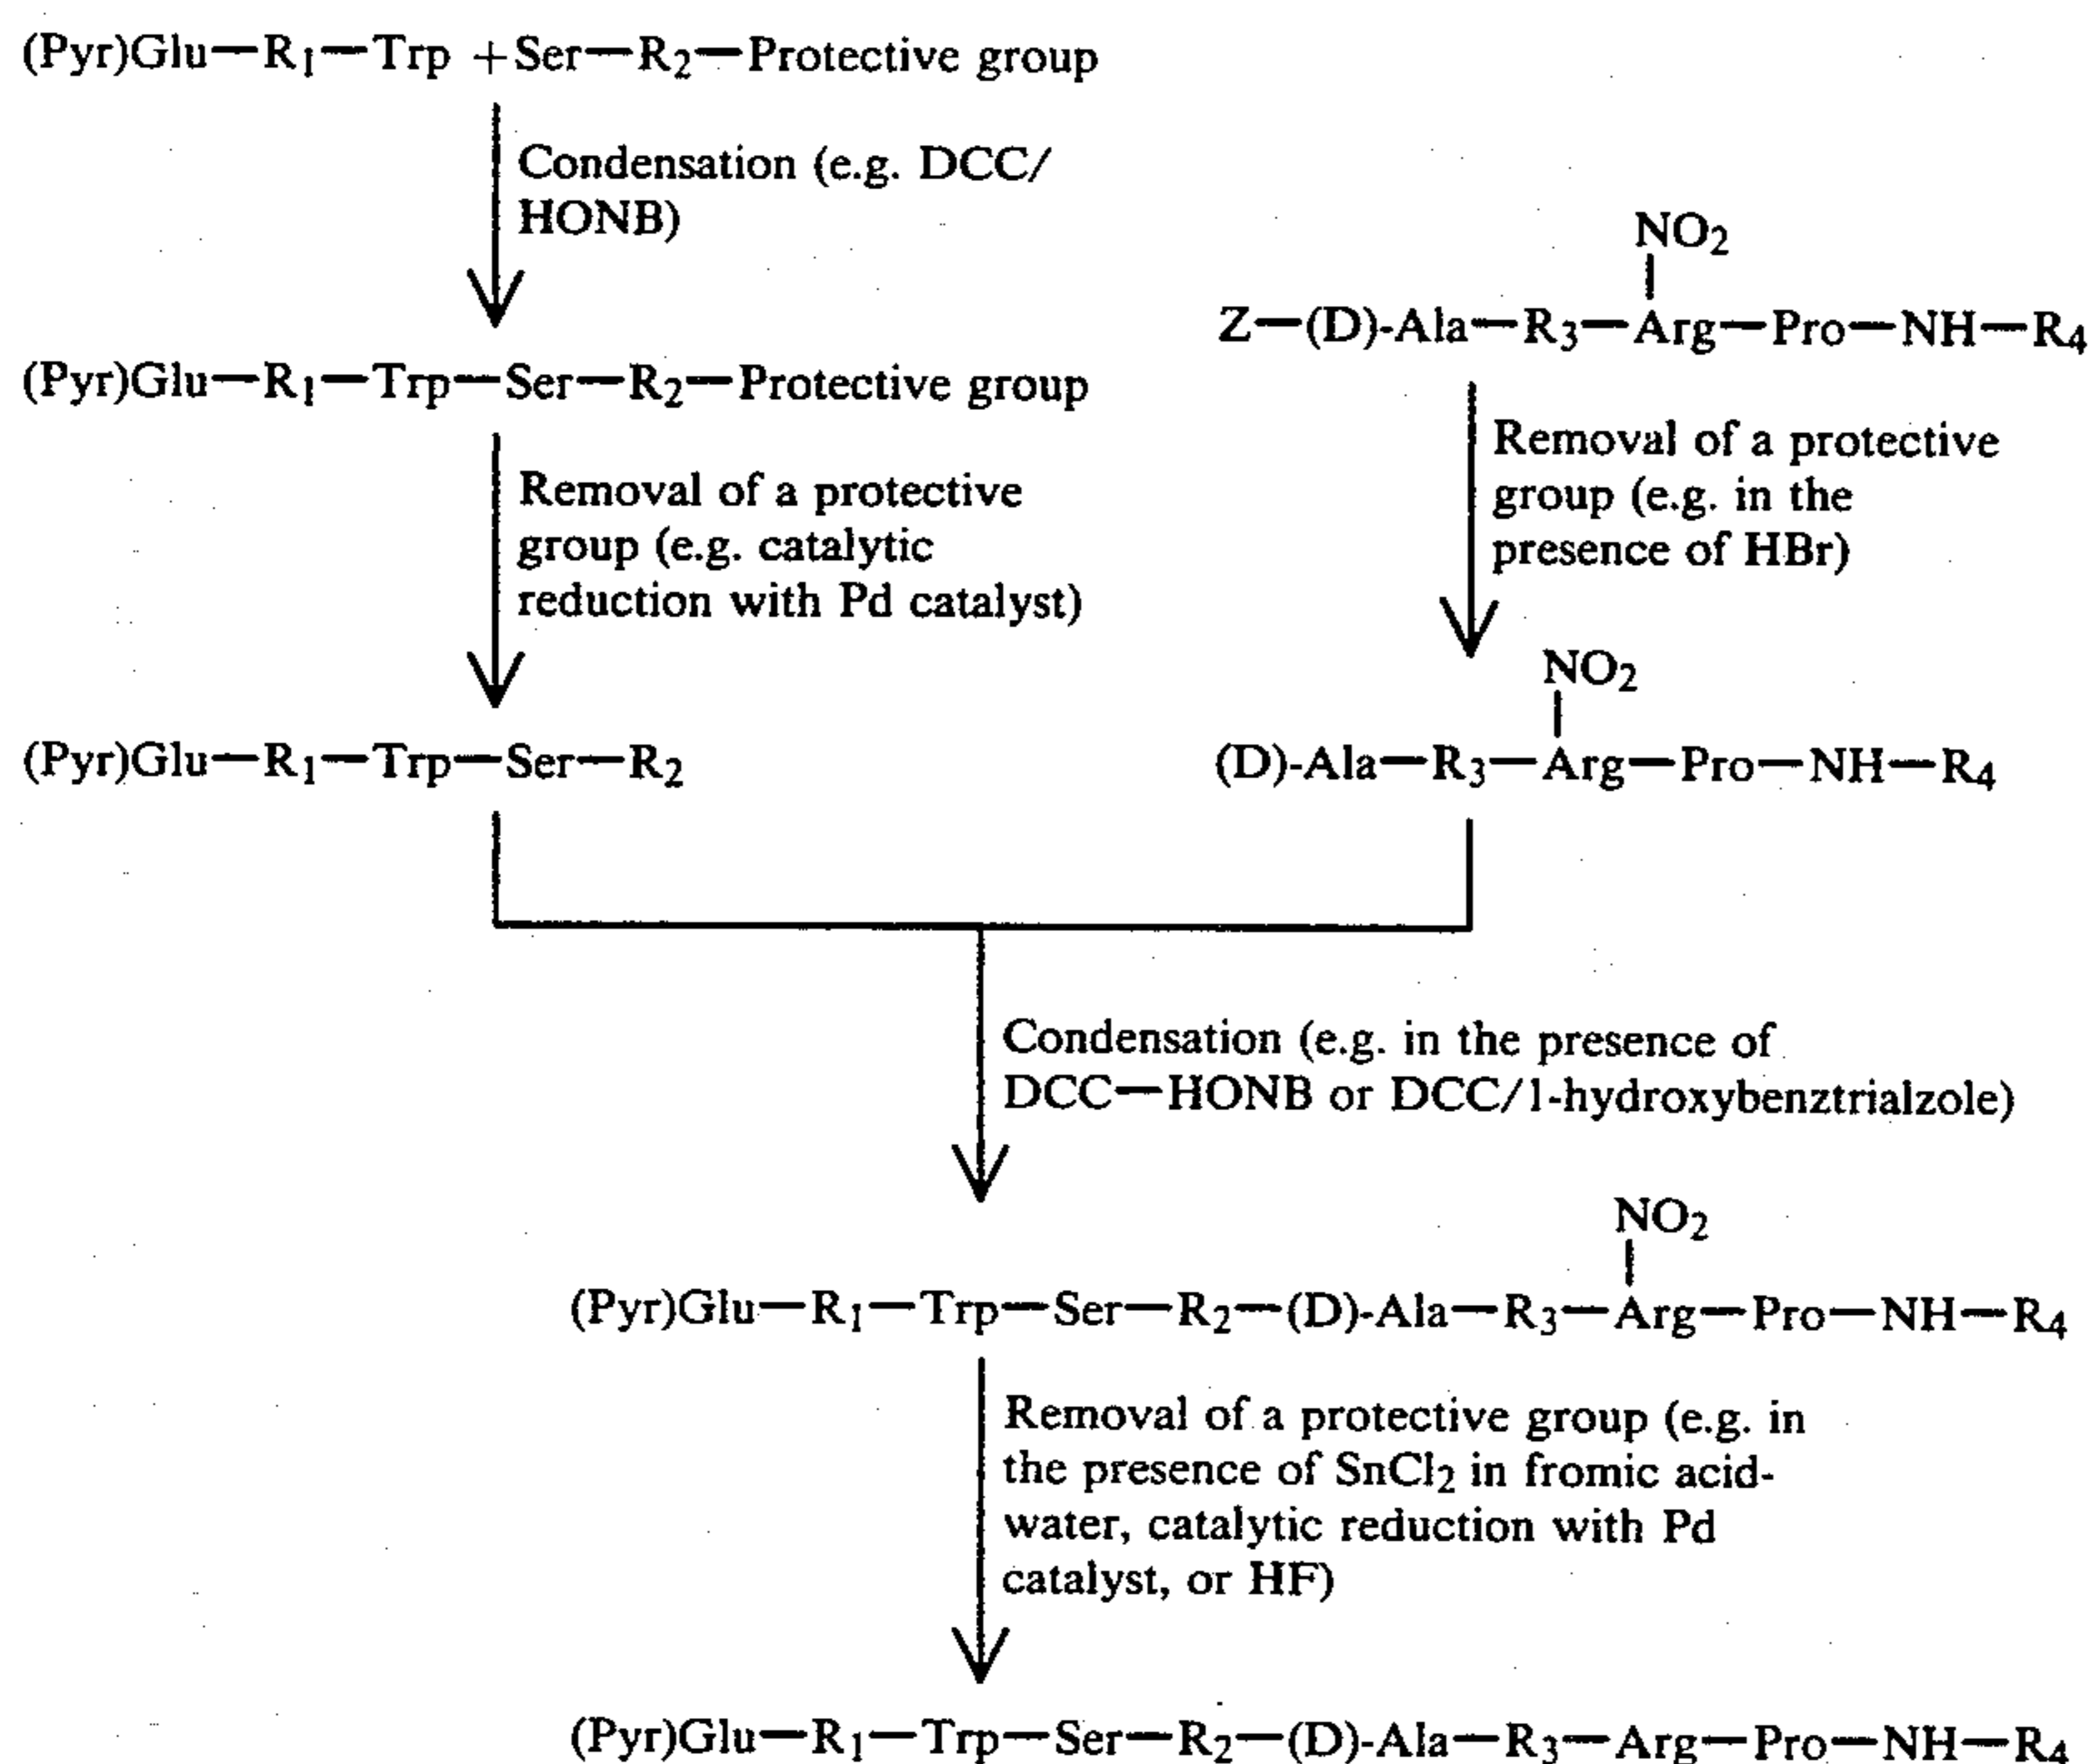 (Pyr)Glu—R1—Trp + Ser—R2—Protective group
Condensation (e.g. DCC/
HONB)
(Pyr)Glu—R1—Trp—Ser—R2—Protective group
Removal of a protective
group (e.g. catalytic
reduction with Pd catalyst)
(Pyr)Glu—R1—Trp—Ser—R2
NO2
Z—(D)-Ala—R3—Arg—Pro—NH—R4
Removal of a protective
group (e.g. in the
presence of HBr)
NO2
(D)-Ala—R3—Arg—Pro—NH—R4
Condensation (e.g. in the presence of
DCC—HONB or DCC/1-hydroxybenztrialzole)
NO2
(Pyr)Glu—R1—Trp—Ser—R2—(D)-Ala—R3—Arg—Pro—NH—R4
Removal of a protective group (e.g. in
the presence of SnCl2 in fromic acid-
water, catalytic reduction with Pd
catalyst, or HF)
(Pyr)Glu—R1—Trp—Ser—R2—(D)-Ala—R3—Arg—Pro—NH—R4